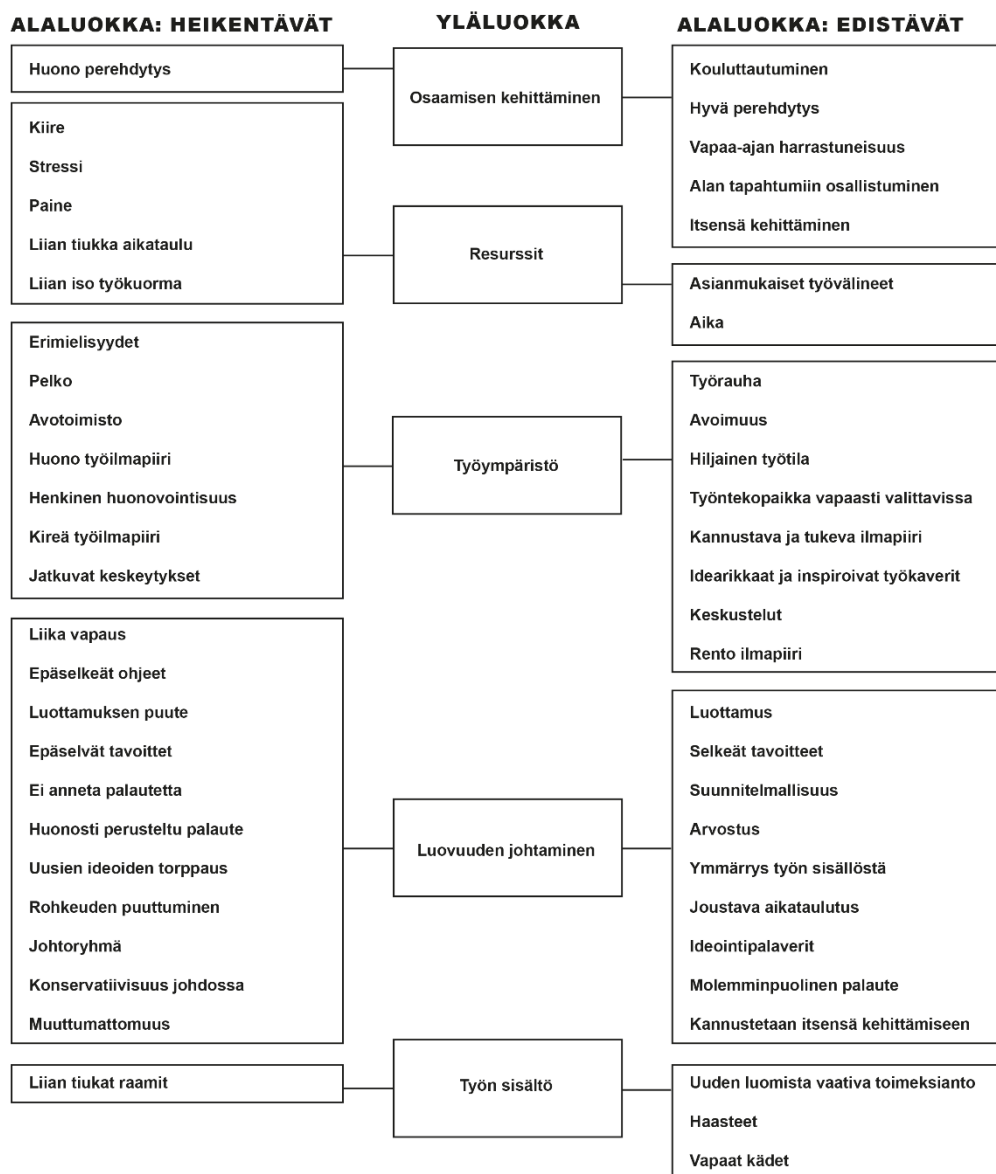 ALALUOKKA: HEIKENTÄVÄT
YLÄLUOKKA
ALALUOKKA: EDISTÄVÄT
Huono perehdytys
Osaamisen kehittäminen
Kouluttautuminen
Hyvä perehdytys
Vapaa-ajan harrastuneisuus
Alan tapahtumiin osallistuminen
Itsensä kehittäminen
Kiire
Stressi
Paine
Liian tiukka aikataulu
Liian iso työkuorma
Resurssit
Asianmukaiset työvälineet
Aika
Erimielisyydet
Pelko
Avotoimisto
Huono työilmapiiri
Henkinen huonovointisuus
Kireä työilmapiiri
Jatkuvat keskeytykset
Työympäristö
Työrauha
Avoimuus
Hiljainen työtila
Työntekopaikka vapaasti valittavissa
Kannustava ja tukeva ilmapiiri
Idearikkaat ja inspiroivat työkaverit
Keskustelut
Rento ilmapiiri
Liika vapaus
Epäselkeät ohjeet
Luottamuksen puute
Epäselvät tavoittet
Ei anneta palautetta
Huonosti perusteltu palaute
Uusien ideoiden torppaus
Rohkeuden puuttuminen
Johtoryhmä
Konservatiivisuus johdossa
Muuttumattomuus
Luovuuden johtaminen
Luottamus
Selkeät tavoitteet
Suunnitelmallisuus
Arvostus
Ymmärrys työn sisällöstä
Joustava aikataulutus
Ideointipalaverit
Molemminpuolinen palaute
Kannustetaan itsensä kehittämiseen
Liian tiukat raamit
Työn sisältö
Uuden luomista vaativa toimeksianto
Haasteet
Vapaat kädet